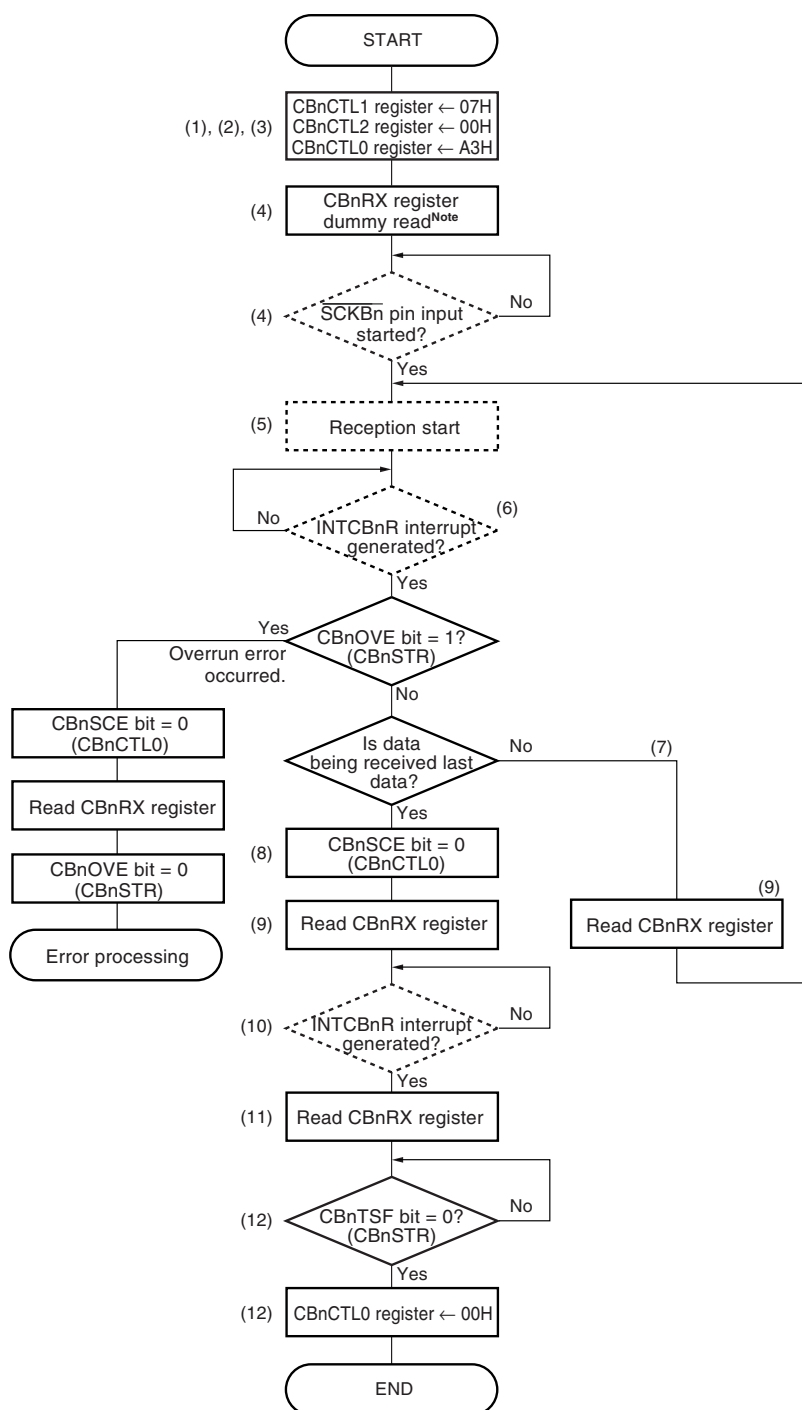 START
(1), (2), (3)
CBnCTL1 register ← 07H
CBnCTL2 register ← 00H
CBnCTL0 register ← A3H
(4)
CBnRX register
dummy readNote
(4)
SCKBn pin input
started?
No
Yes
(5)
Reception start
(6)
No
INTCBnR interrupt
generated?
Yes
Yes
CBnOVE bit = 1?
(CBnSTR)
Overrun error
occurred.
No
CBnSCE bit = 0
(CBnCTL0)
Read CBnRX register
CBnOVE bit = 0
(CBnSTR)
Error processing
Is data
being received last
data?
No
(7)
Yes
(8)
CBnSCE bit = 0
(CBnCTL0)
(9)
Read CBnRX register
(9)
Read CBnRX register
(10)
INTCBnR interrupt
generated?
No
Yes
(11)
Read CBnRX register
(12)
CBnTSF bit = 0?
(CBnSTR)
No
Yes
(12)
CBnCTL0 register ← 00H
END